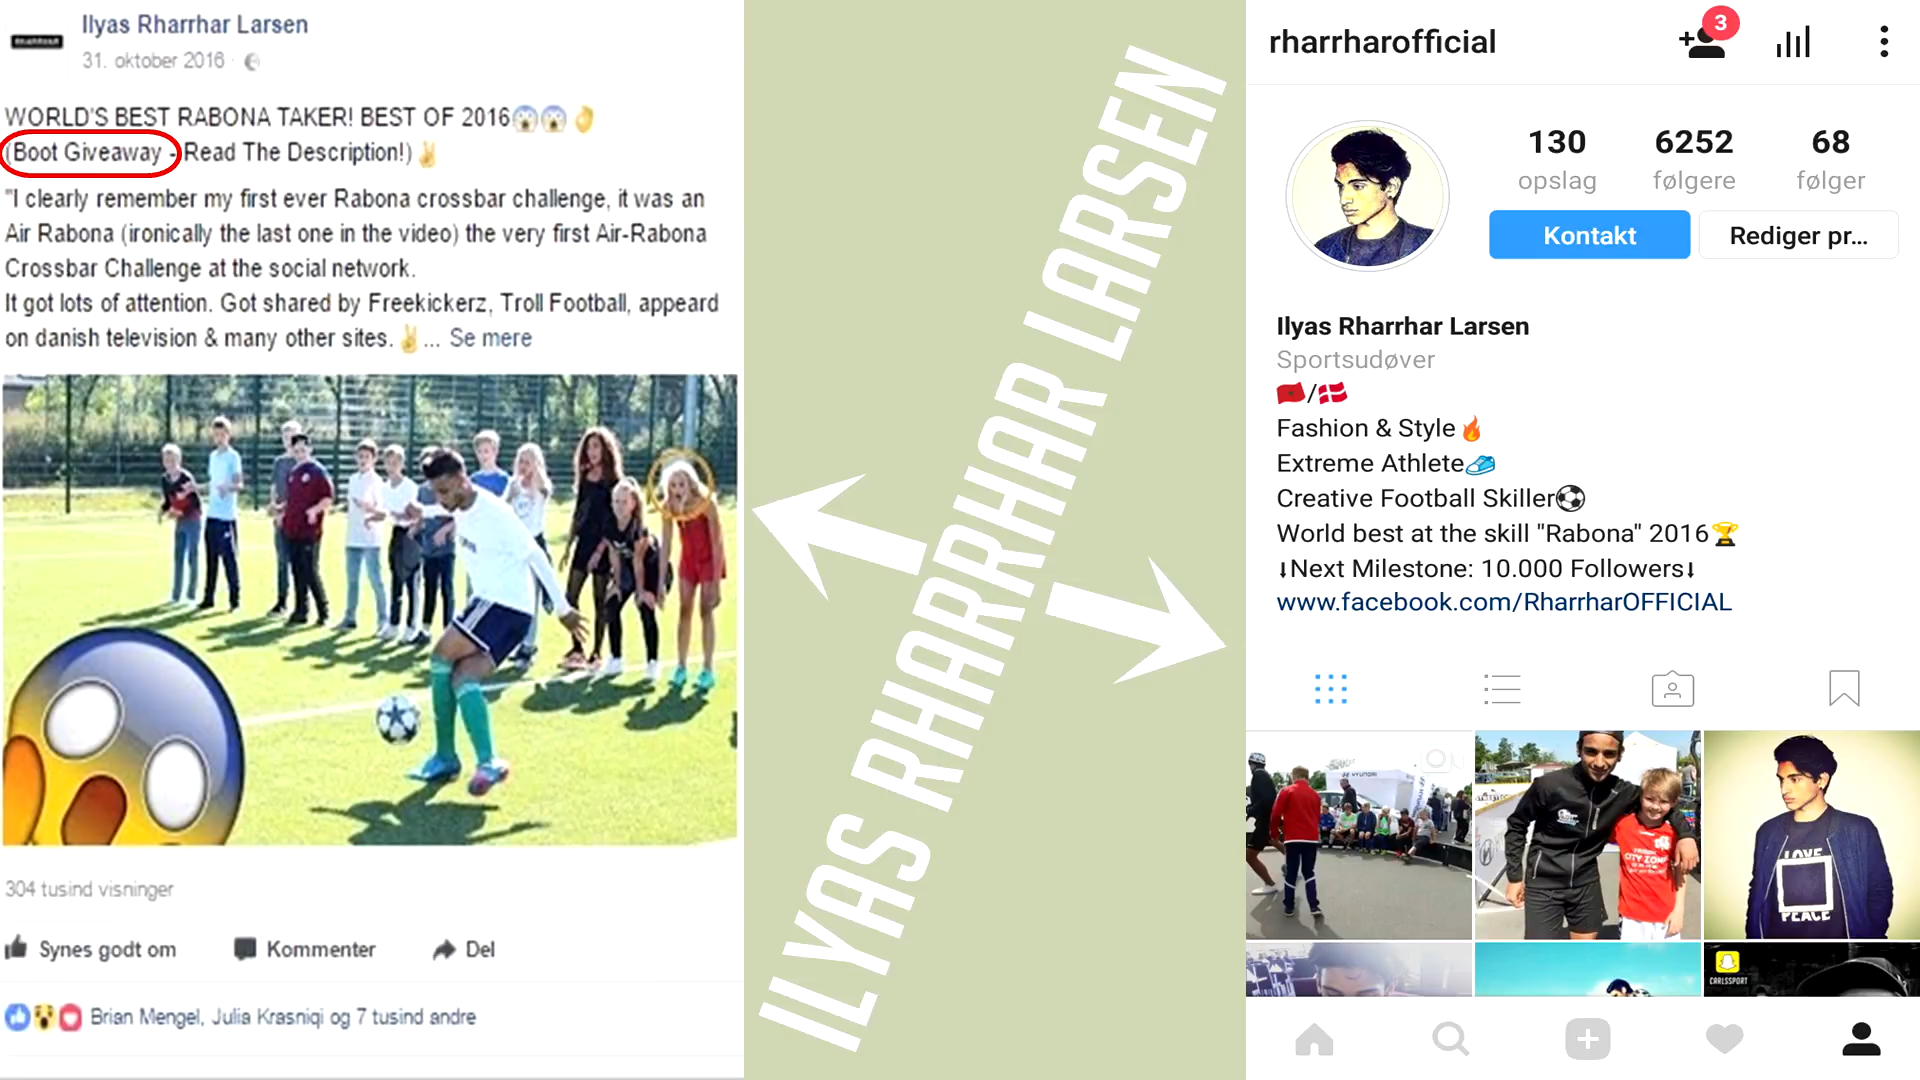 Ilyas Rharrhar Larsen
31. oktober 2016 ·
WORLD'S BEST RABONA TAKER! BEST OF 2016😱😱👌
(Boot Giveaway - Read The Description!)✌
"I clearly remember my first ever Rabona crossbar challenge, it was an
Air Rabona (ironically the last one in the video) the very first Air-Rabona
Crossbar Challenge at the social network.
It got lots of attention. Got shared by Freekickerz, Troll Football, appeard
on danish television & many other sites.✌... Se mere
304 tusind visninger
Synes godt om Kommenter Del
Brian Mengel, Julia Krasniqi og 7 tusind andre
ILYAS RHARRHAR LARSEN
rharrharofficial
3
130 6252 68
opslag følgere følger
Kontakt Rediger pr...
Ilyas Rharrhar Larsen
Sportsudøver
🇲🇦/🇩🇰
Fashion & Style🔥
Extreme Athlete👟
Creative Football Skiller⚽
World best at the skill "Rabona" 2016🏆
⭣Next Milestone: 10.000 Followers⭣
www.facebook.com/RharrharOFFICIAL
HYUNDAI
CITY ZONE
LOVE
PEACE
CARLSSPORT